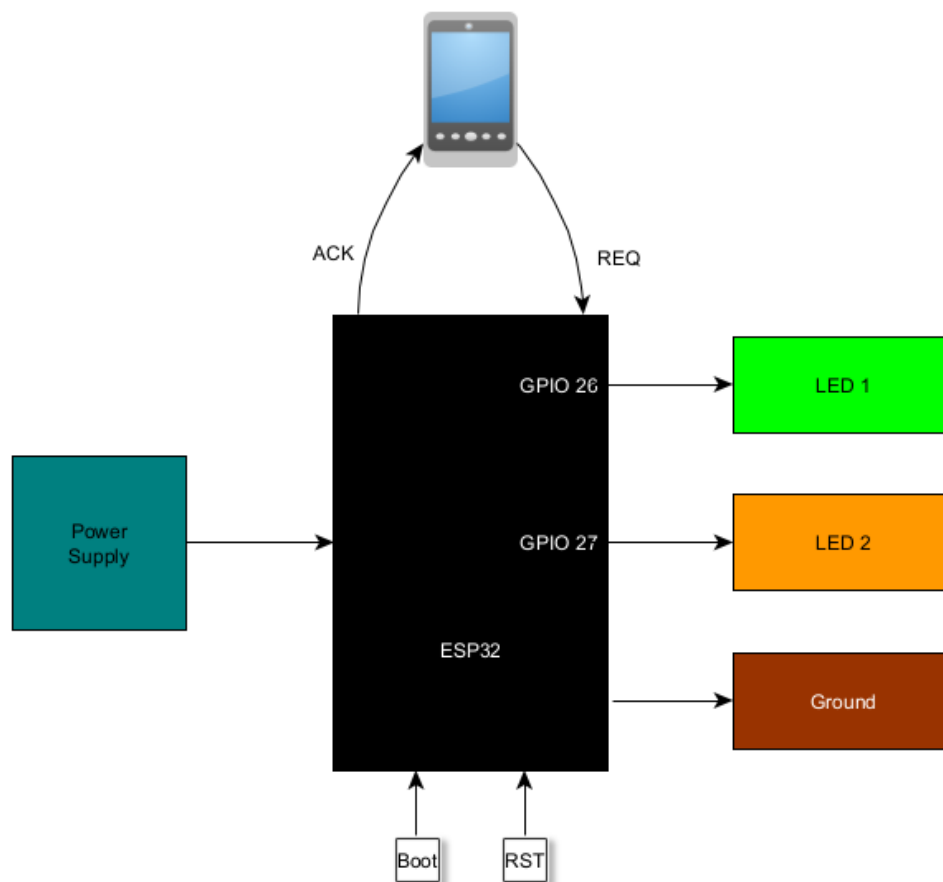 ACK
REQ
GPIO 26
LED 1
Power
Supply
GPIO 27
LED 2
ESP32
Ground
Boot
RST